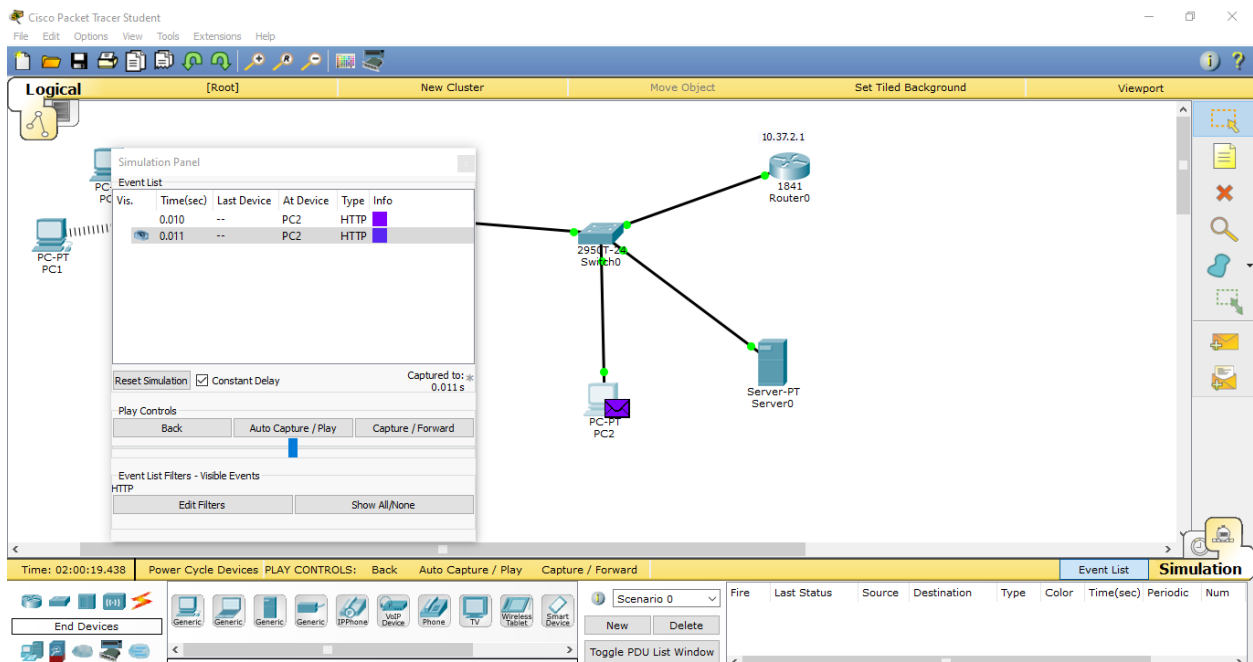 Cisco Packet Tracer Student
File Edit Options View Tools Extensions Help
Logical [Root] New Cluster Move Object Set Tiled Background Viewport
10.37.2.1
1841
Router0
Simulation Panel
Event List
Vis. Time(sec) Last Device At Device Type Info
0.010 -- PC2 HTTP
0.011 -- PC2 HTTP
PC
PC
PC-PT
PC1
2950T-24
Switch0
Reset Simulation Constant Delay Captured to: *
0.011 s
Play Controls
Back Auto Capture / Play Capture / Forward
Server-PT
Server0
PC-PT
PC2
Event List Filters - Visible Events
HTTP
Edit Filters Show All/None
Time: 02:00:19.438 Power Cycle Devices PLAY CONTROLS: Back Auto Capture / Play Capture / Forward Event List Simulation
End Devices
Generic Generic Generic Generic IPPhone VoIP Device Phone TV Wireless Tablet Smart Device
Scenario 0
New Delete
Toggle PDU List Window
Fire Last Status Source Destination Type Color Time(sec) Periodic Num